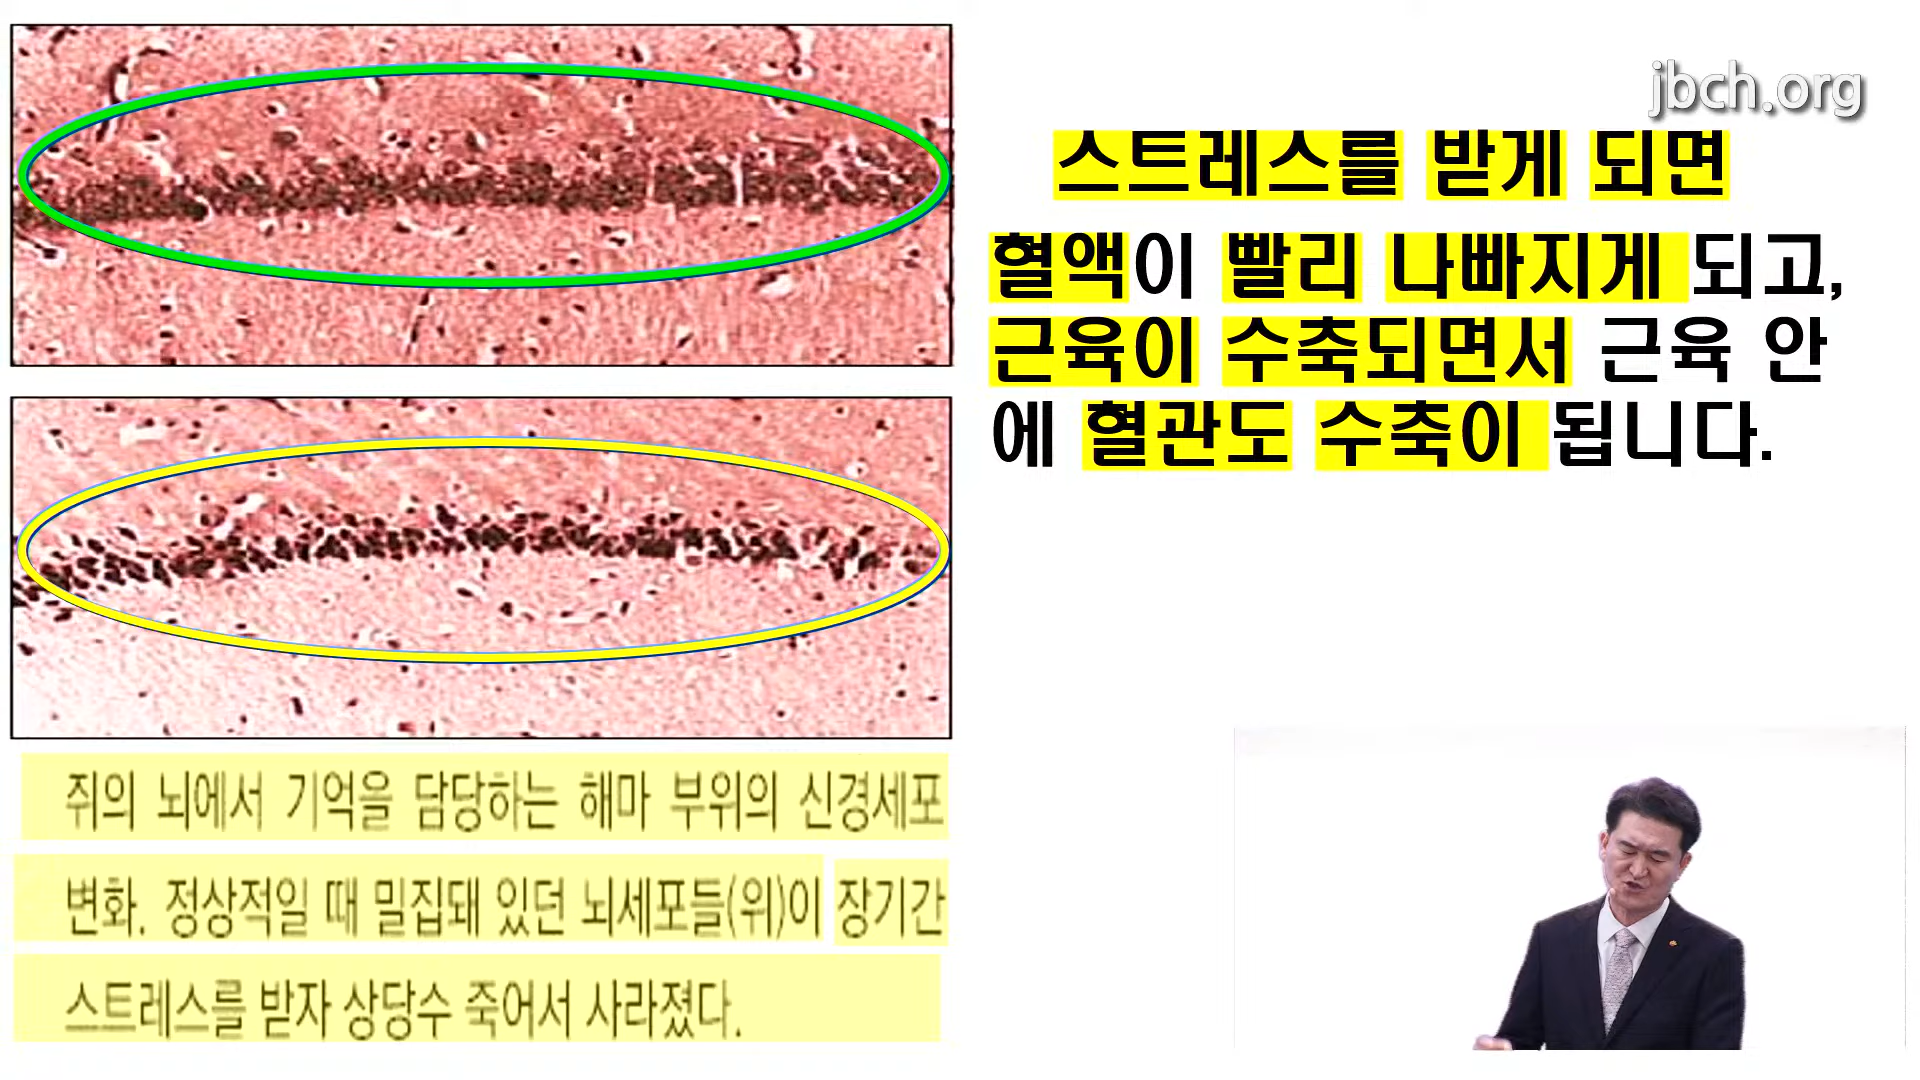 jbch.org
스트레스를 받게 되면
혈액이 빨리 나빠지게 되고,
근육이 수축되면서 근육 안
에 혈관도 수축이 됩니다.
쥐의 뇌에서 기억을 담당하는 해마 부위의 신경세포
변화. 정상적일 때 밀집돼 있던 뇌세포들(위)이 장기간
스트레스를 받자 상당수 죽어서 사라졌다.